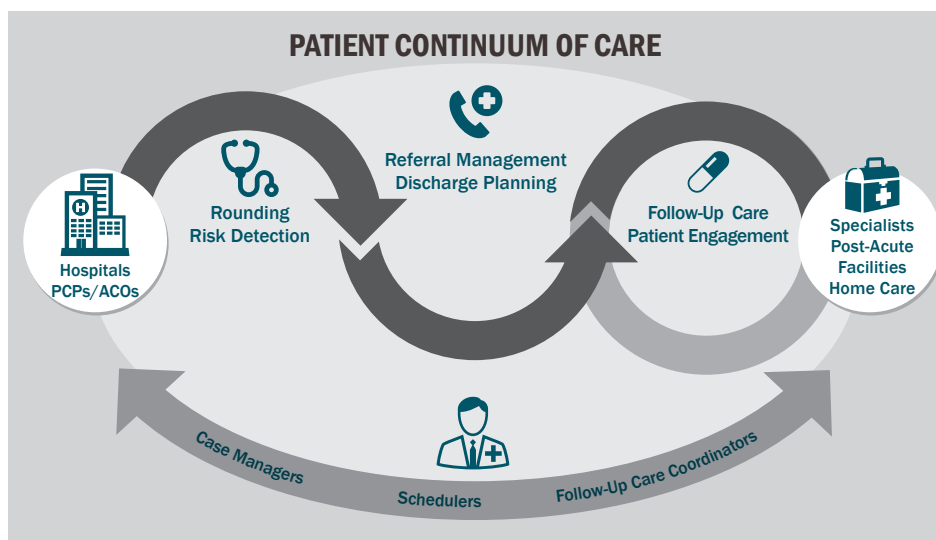 PATIENT CONTINUUM OF CARE
Referral Management
Discharge Planning
Rounding
Risk Detection
Follow-Up Care
Patient Engagement
Hospitals
PCPs/ACOs
Specialists
Post-Acute
Facilities
Home Care
Case Managers
Schedulers
Follow-Up Care Coordinators
H